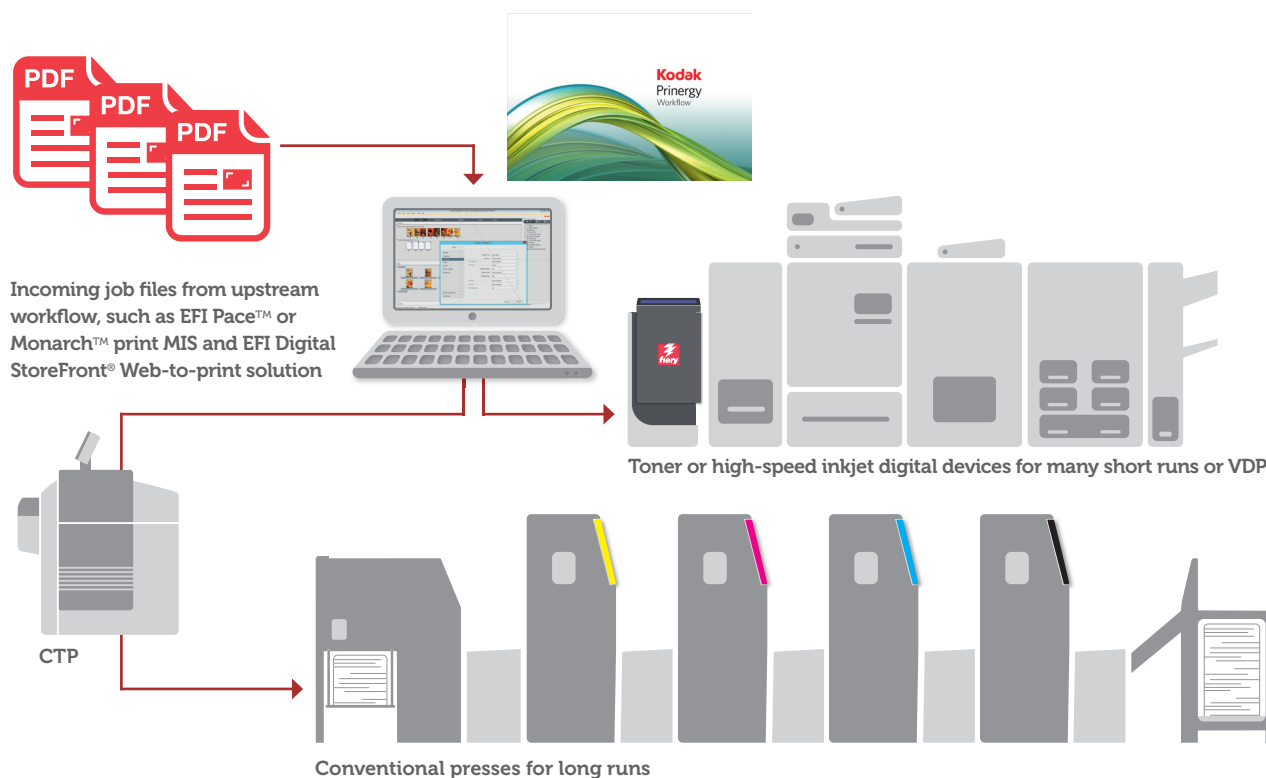 PDF
PDF
PDF
Kodak
Prinergy
Workflow
Incoming job files from upstream
workflow, such as EFI Pace™ or
Monarch™ print MIS and EFI Digital
StoreFront® Web-to-print solution
fiery
Toner or high-speed inkjet digital devices for many short runs or VDP
CTP
Conventional presses for long runs